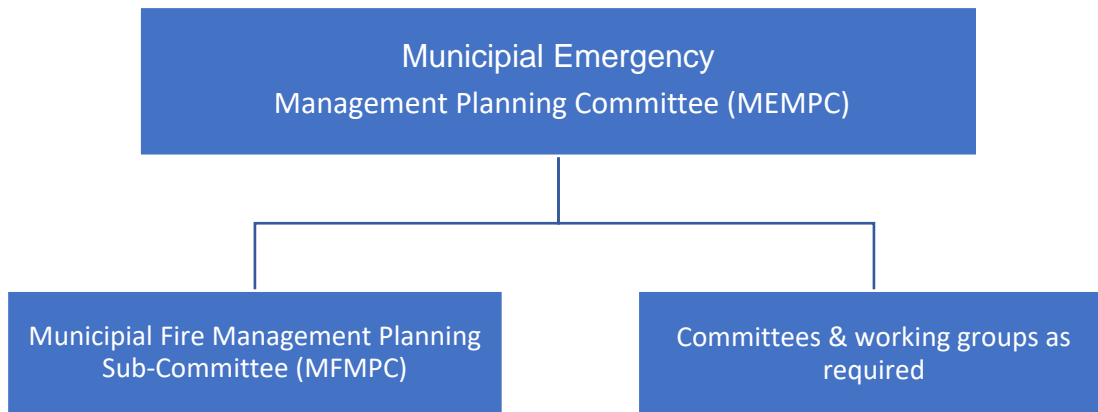 Municipial Emergency
Management Planning Committee (MEMPC)
Municipial Fire Management Planning
Sub-Committee (MFMPC)
Committees & working groups as
required